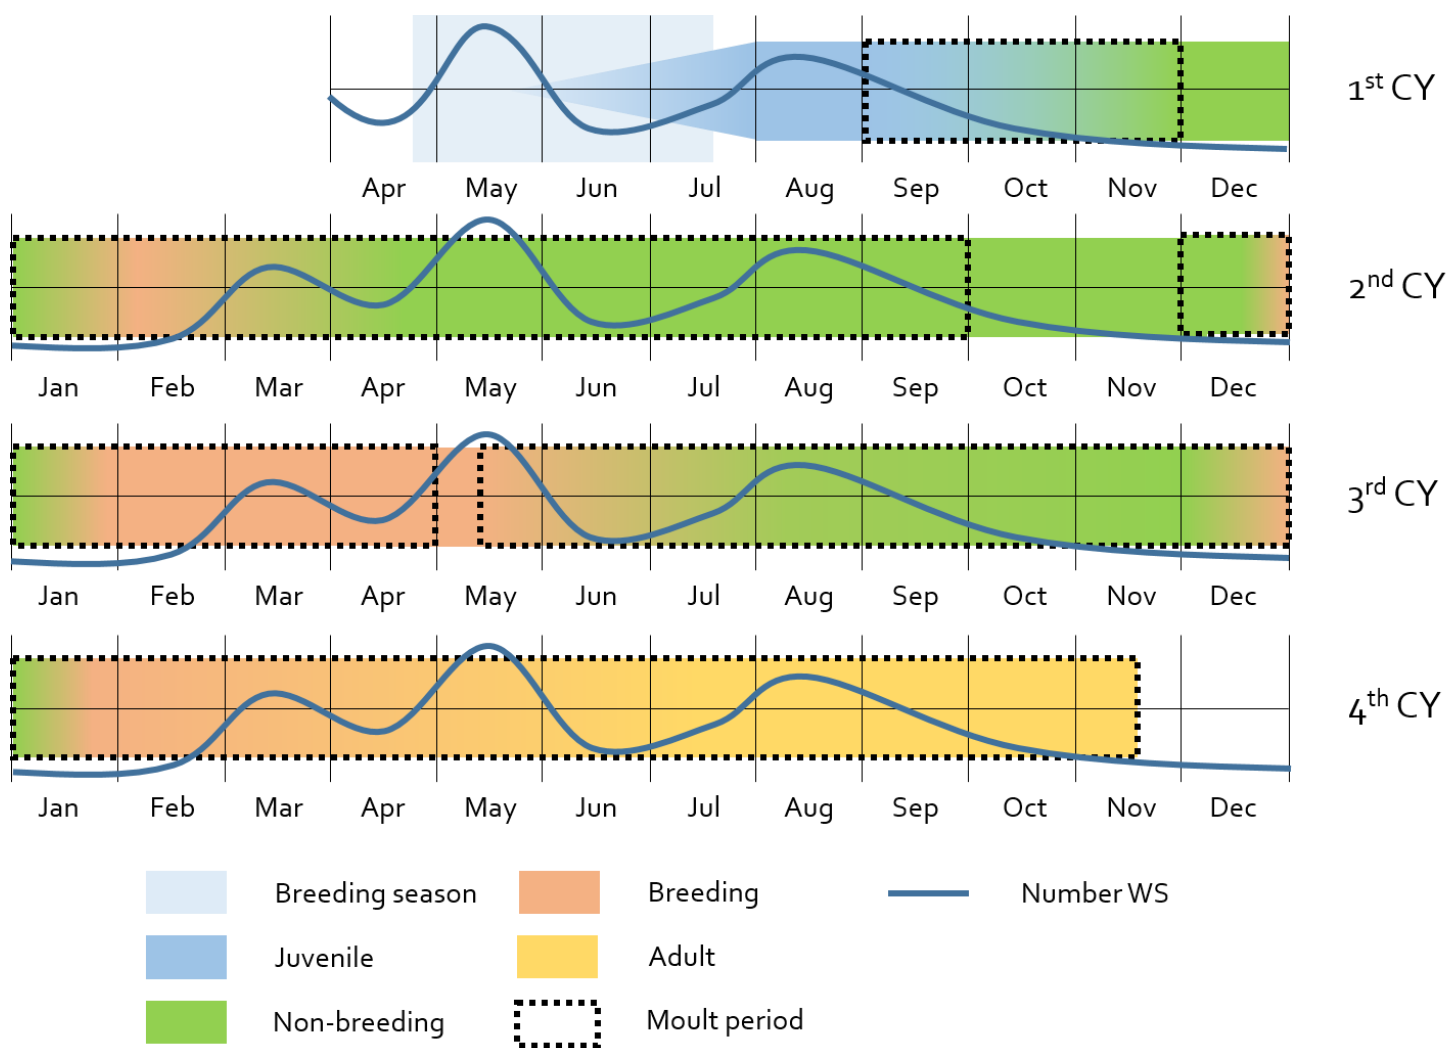 1st CY
Apr May Jun Jul Aug Sep Oct Nov Dec
2nd CY
Jan Feb Mar Apr May Jun Jul Aug Sep Oct Nov Dec
3rd CY
Jan Feb Mar Apr May Jun Jul Aug Sep Oct Nov Dec
4th CY
Jan Feb Mar Apr May Jun Jul Aug Sep Oct Nov Dec
Breeding season Breeding Number WS
Juvenile Adult
Non-breeding Moult period